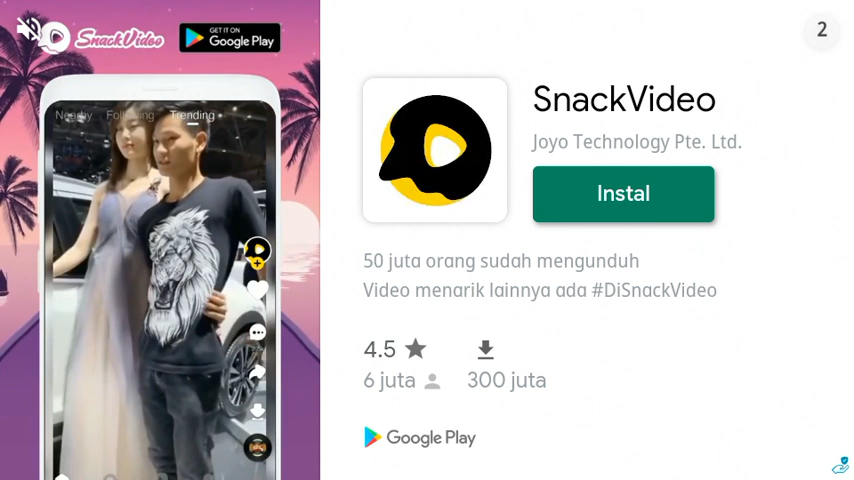 SnackVideo
GET IT ON
Google Play
Nearby Following Trending
2
SnackVideo
Joyo Technology Pte. Ltd.
Instal
50 juta orang sudah mengunduh
Video menarik lainnya ada #DiSnackVideo
4.5
6 juta 300 juta
Google Play